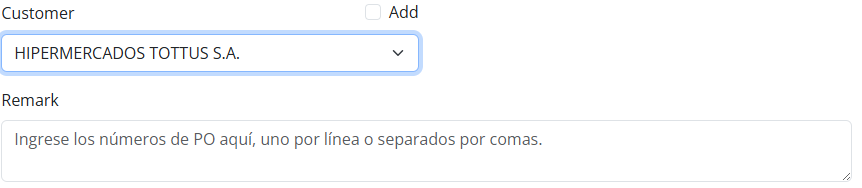 Customer
Add
HIPERMERCADOS TOTTUS S.A.
Remark
Ingrese los números de PO aquí, uno por línea o separados por comas.